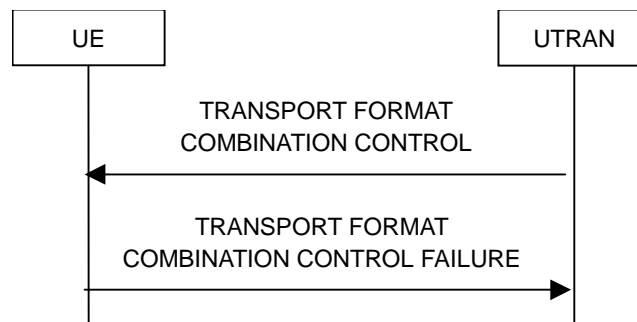 UE
UTRAN
TRANSPORT FORMAT
COMBINATION CONTROL
TRANSPORT FORMAT
COMBINATION CONTROL FAILURE